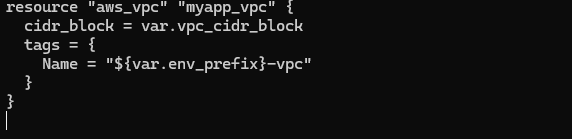 resource "aws_vpc" "myapp_vpc" {
  cidr_block = var.vpc_cidr_block
  tags = {
    Name = "${var.env_prefix}-vpc"
  }
}